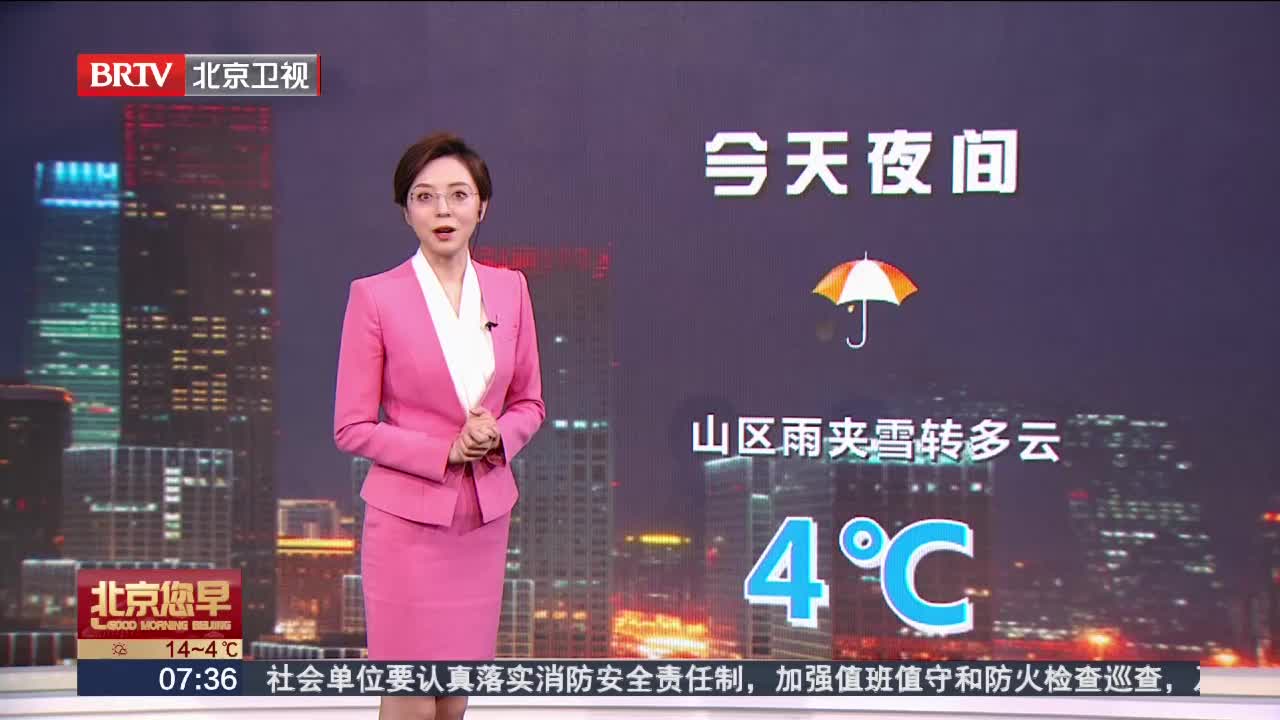 BRTV 北京卫视
今天夜间
山区雨夹雪转多云
4℃
北京您早
GOOD MORNING BEIJING
14~4℃
07:36
社会单位要认真落实消防安全责任制，加强值班值守和防火检查巡查，